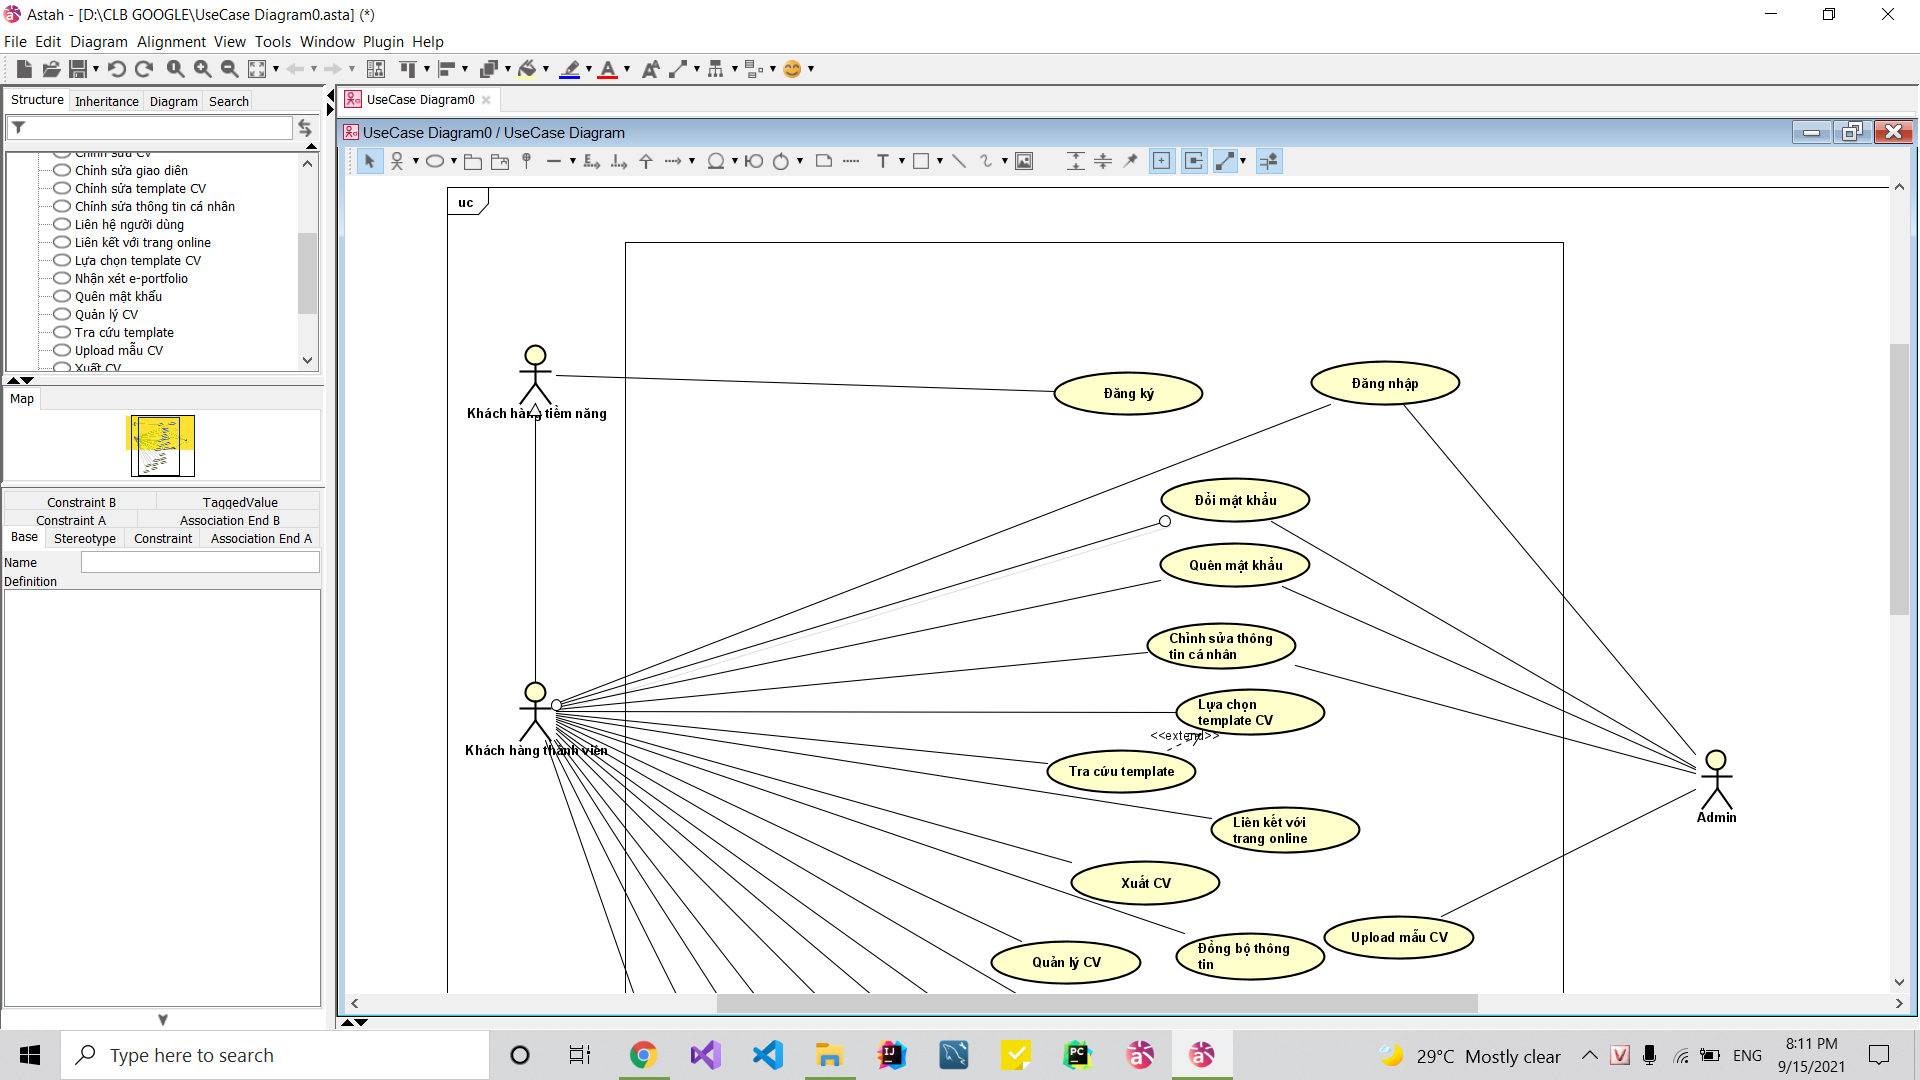 Astah - [D:\CLB GOOGLE\UseCase Diagram0.asta] (*)
File Edit Diagram Alignment View Tools Window Plugin Help
Structure Inheritance Diagram Search
UseCase Diagram0
UseCase Diagram0 / UseCase Diagram
Chỉnh sửa CV
Chỉnh sửa giao diên
Chỉnh sửa template CV
Chỉnh sửa thông tin cá nhân
Liên hệ người dùng
Liên kết với trang online
Lựa chọn template CV
Nhận xét e-portfolio
Quên mật khẩu
Quản lý CV
Tra cứu template
Upload mẫu CV
Xuất CV
Map
Constraint B TaggedValue
Constraint A Association End B
Base Stereotype Constraint Association End A
Name
Definition
uc
Khách hàng tiềm năng
Đăng ký
Đăng nhập
Đổi mật khẩu
Quên mật khẩu
Chỉnh sửa thông
tin cá nhân
Lựa chọn
template CV
<<extend>>
Khách hàng thành viên
Tra cứu template
Liên kết với
trang online
Admin
Xuất CV
Upload mẫu CV
Quản lý CV
Đồng bộ thông
tin
Type here to search
29°C Mostly clear
ENG
8:11 PM
9/15/2021